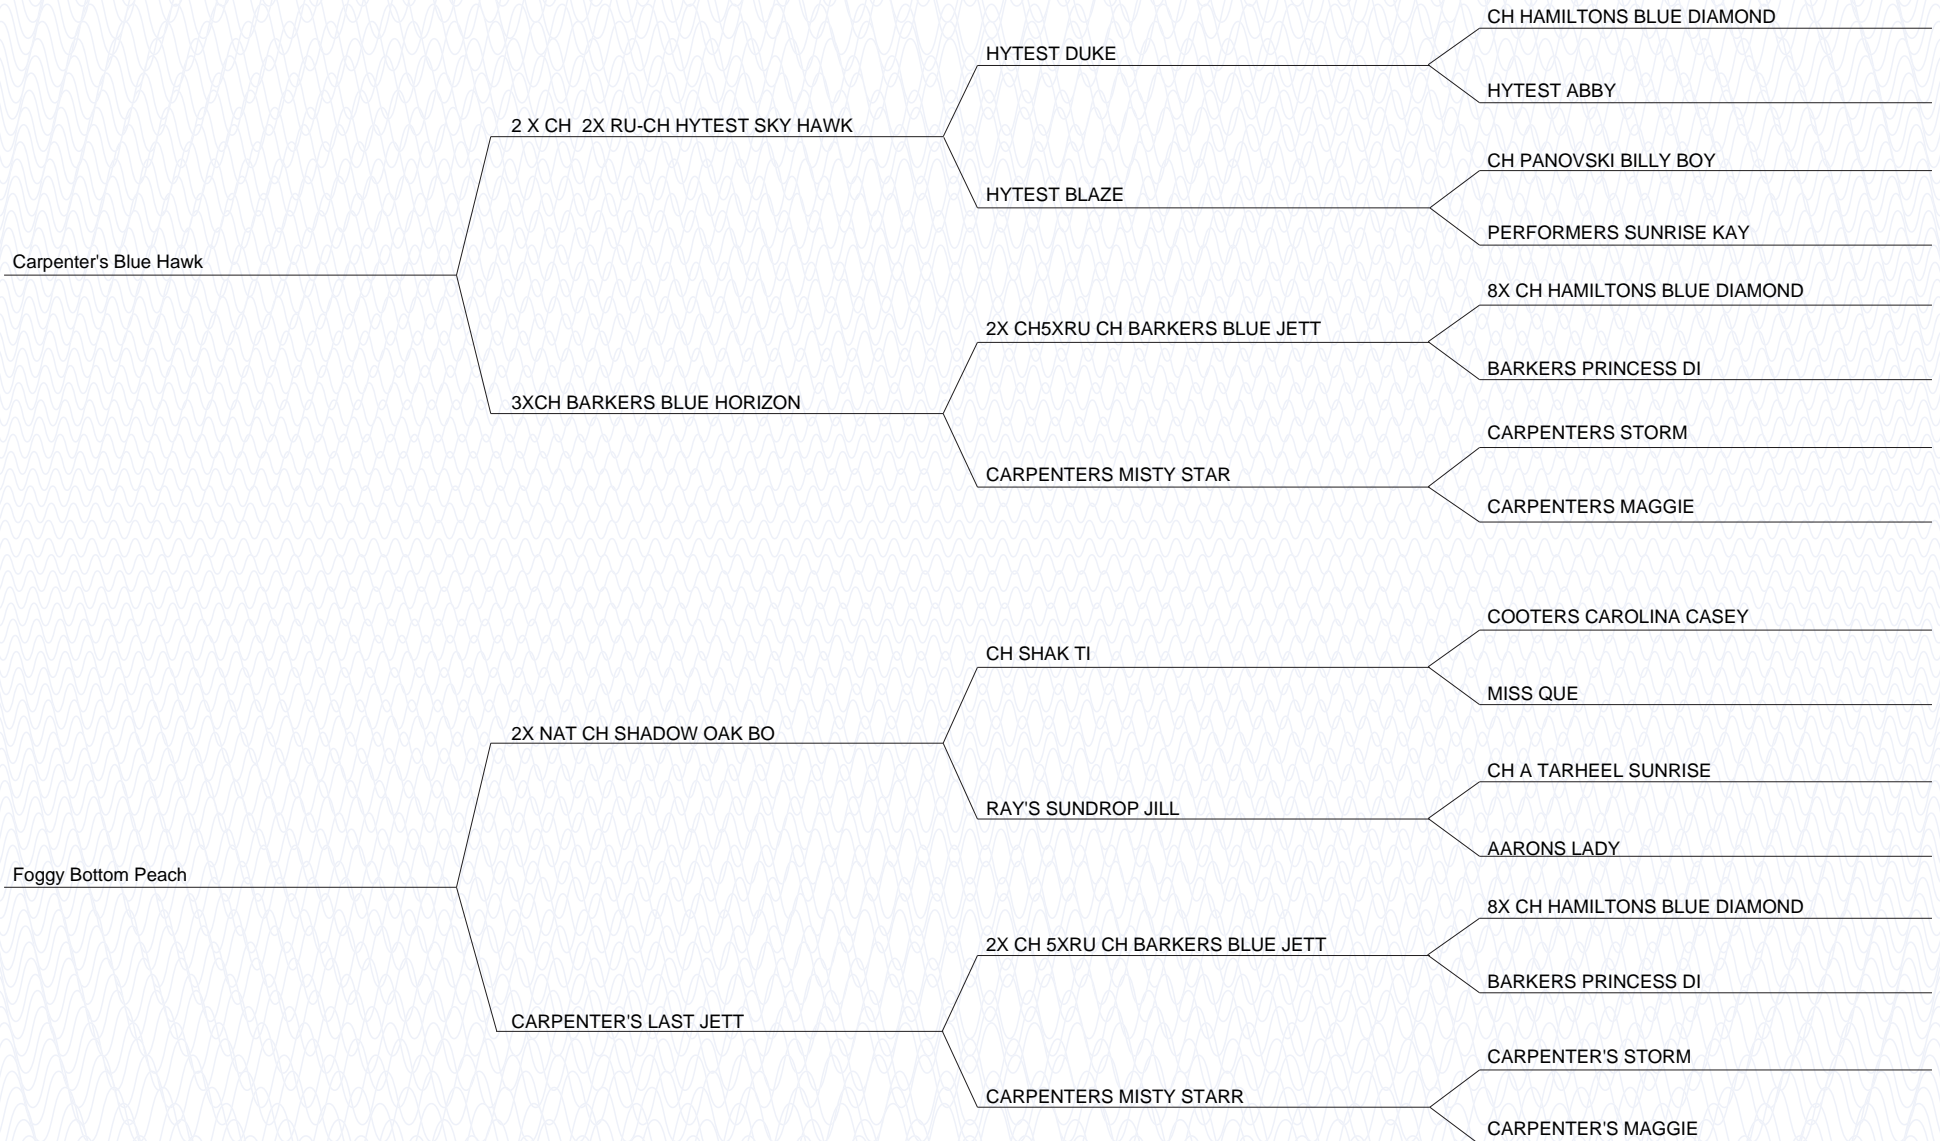 CH HAMILTONS BLUE DIAMOND
HYTEST DUKE
HYTEST ABBY
2 X CH  2X RU-CH HYTEST SKY HAWK
CH PANOVSKI BILLY BOY
HYTEST BLAZE
PERFORMERS SUNRISE KAY
Carpenter's Blue Hawk
8X CH HAMILTONS BLUE DIAMOND
2X CH5XRU CH BARKERS BLUE JETT
BARKERS PRINCESS DI
3XCH BARKERS BLUE HORIZON
CARPENTERS STORM
CARPENTERS MISTY STAR
CARPENTERS MAGGIE
COOTERS CAROLINA CASEY
CH SHAK TI
MISS QUE
2X NAT CH SHADOW OAK BO
CH A TARHEEL SUNRISE
RAY'S SUNDROP JILL
AARONS LADY
Foggy Bottom Peach
8X CH HAMILTONS BLUE DIAMOND
2X CH 5XRU CH BARKERS BLUE JETT
BARKERS PRINCESS DI
CARPENTER'S LAST JETT
CARPENTER'S STORM
CARPENTERS MISTY STARR
CARPENTER'S MAGGIE